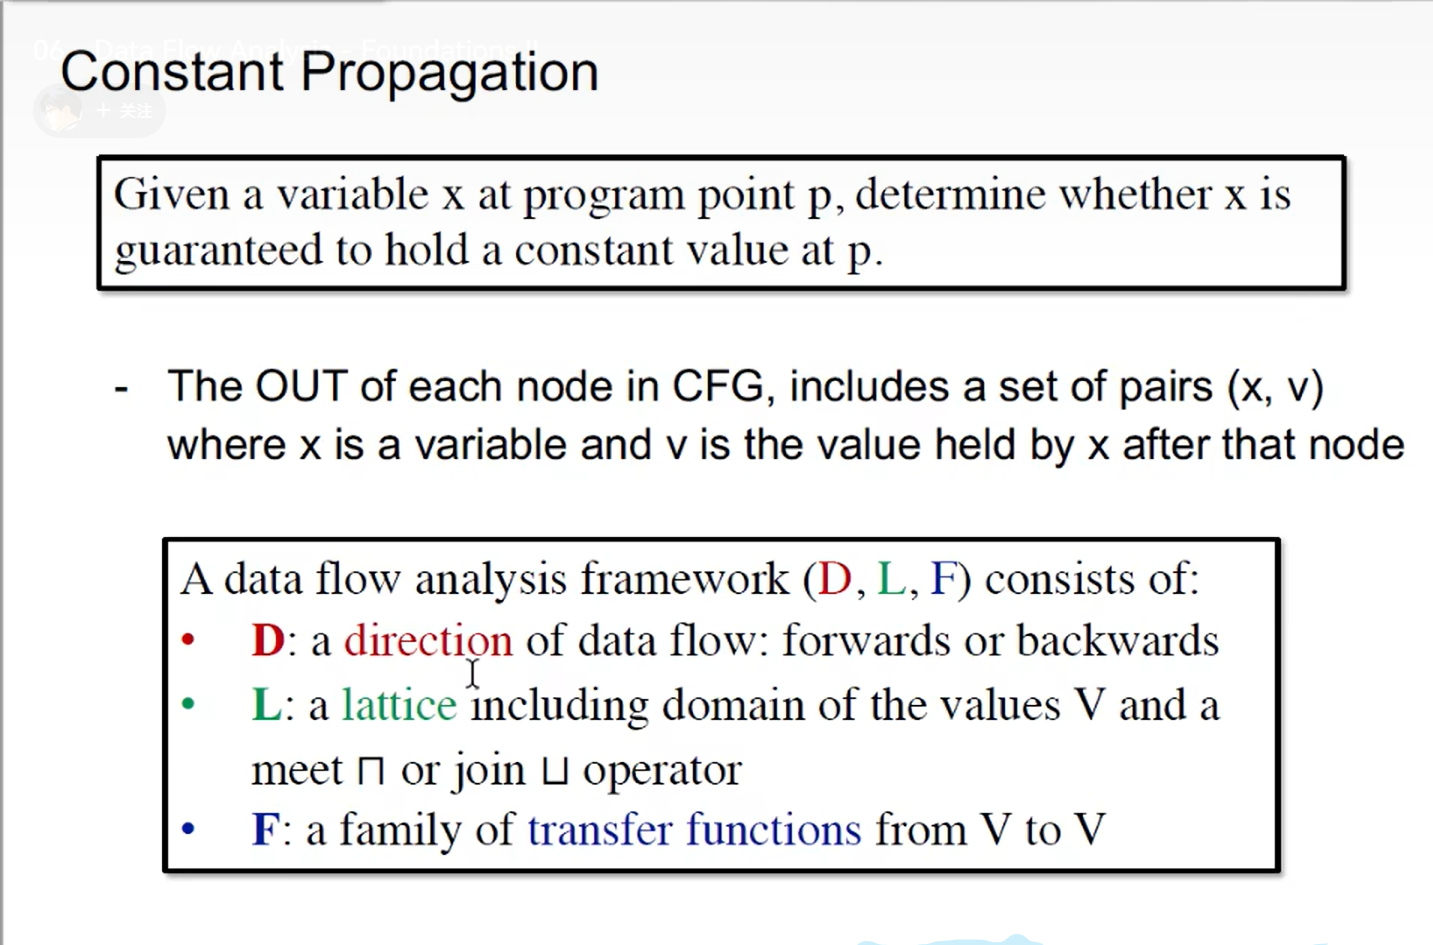 06 - Data Flow Analysis - Foundations II
Constant Propagation
+ 关注
Given a variable x at program point p, determine whether x is
guaranteed to hold a constant value at p.
- The OUT of each node in CFG, includes a set of pairs (x, v)
where x is a variable and v is the value held by x after that node
A data flow analysis framework (D, L, F) consists of:
• D: a direction of data flow: forwards or backwards
• L: a lattice including domain of the values V and a
meet ⊓ or join ⊔ operator
• F: a family of transfer functions from V to V